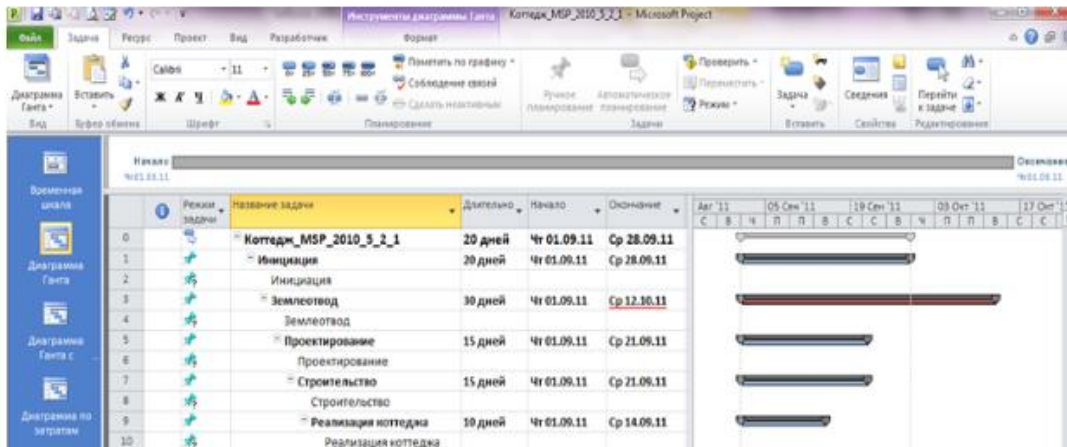 Инструменты диаграммы Ганта Коттедж_MSP_2010_5_2_1 - Microsoft Project
Файл Задача Ресурс Проект Вид Разработчик Формат
Calibri 11
Пометить по графику
Проверить
Соблюдение связей
Переместить
Диаграмма Ганта
Вставить
Ж К Ч
Сделать неактивным
Ручное планирование
Автоматическое планирование
Режим
Задача
Сведения
Перейти к задаче
Вид Буфер обмена Шрифт Планирование Задачи Вставить Свойства Редактирование
Начало Окончание
Чт 01.09.11
Временная шкала
Диаграмма Ганта
Диаграмма Ганта с
Диаграмма по затратам
Режим задачи Название задачи Длительно Начало Окончание Авг '11 05 Сен '11 19 Сен '11 03 Окт '11 17 Окт '1
С В Ч П П В С С В Ч П П В С
0 Коттедж_MSP_2010_5_2_1 20 дней Чт 01.09.11 Ср 28.09.11
1 Инициация 20 дней Чт 01.09.11 Ср 28.09.11
2 Инициация
3 Землеотвод 30 дней Чт 01.09.11 Ср 12.10.11
4 Землеотвод
5 Проектирование 15 дней Чт 01.09.11 Ср 21.09.11
6 Проектирование
7 Строительство 15 дней Чт 01.09.11 Ср 21.09.11
8 Строительство
9 Реализация коттеджа 10 дней Чт 01.09.11 Ср 14.09.11
10 Реализация коттеджа